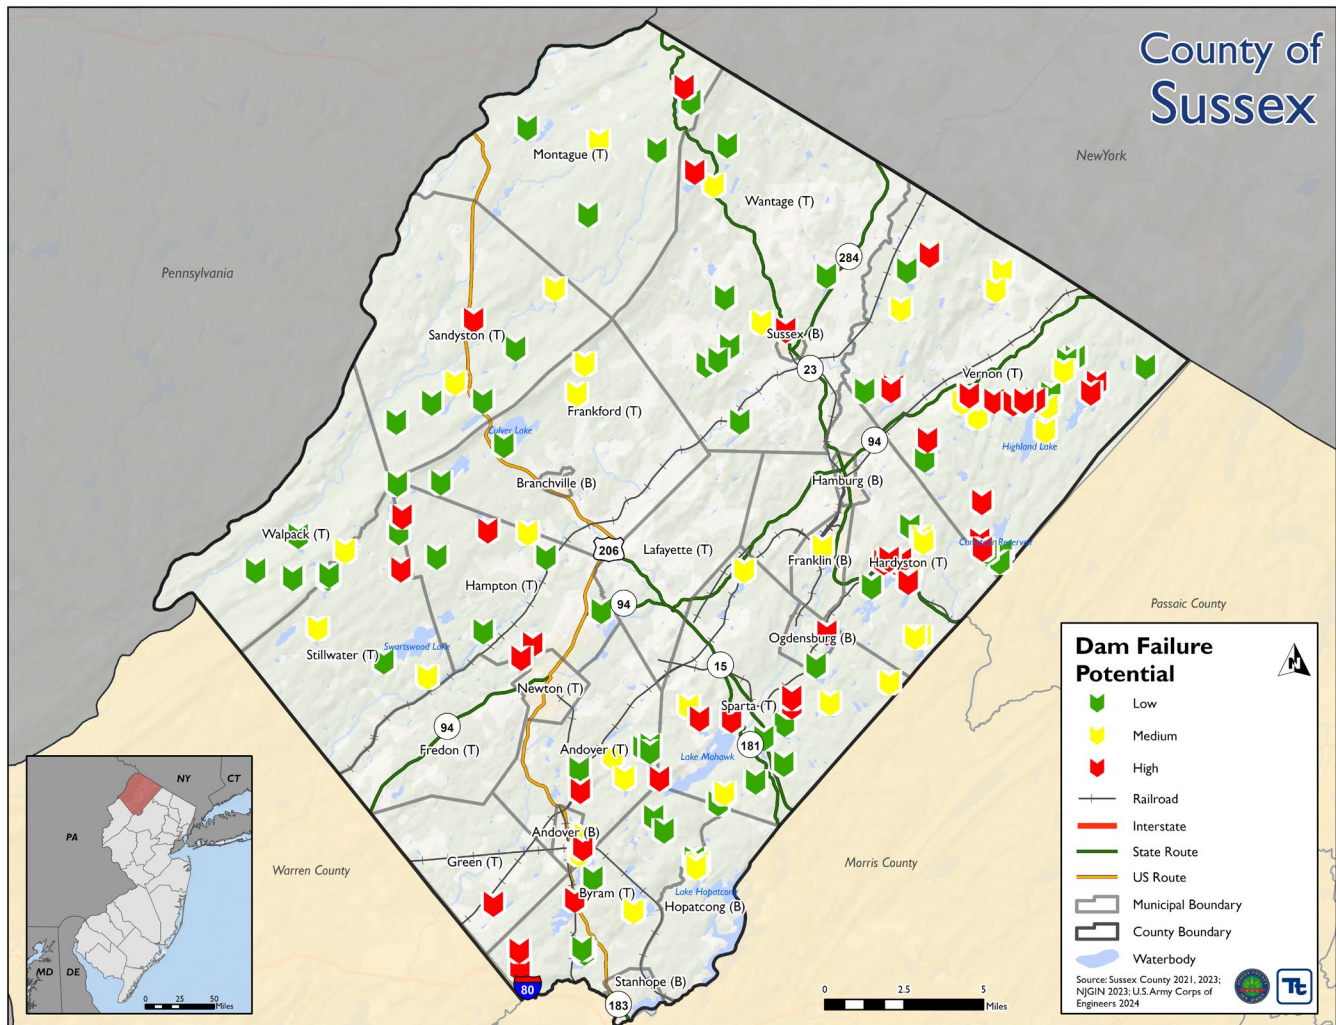 County of
Sussex
NewYork
Pennsylvania
Montague (T)
Wantage (T)
284
Sandyston (T)
Sussex (B)
23
Vernon (T)
Frankford (T)
Culver Lake
94
Highland Lake
Branchville (B)
Hamburg (B)
Walpack (T)
206
Lafayette (T)
Franklin (B)
Hardyston (T)
Hampton (T)
94
Passaic County
Ogdensburg (B)
Stillwater (T)
Swartswood Lake
15
Newton (T)
Sparta (T)
94
Fredon (T)
Andover (T)
181
Lake Mohawk
Andover (B)
Green (T)
Warren County
Morris County
Byram (T)
Lake Hopatcong
Hopatcong (B)
Stanhope (B)
80
183
0 2.5 5
Miles
Dam Failure
Potential
N
Low
Medium
High
Railroad
Interstate
State Route
US Route
Municipal Boundary
County Boundary
Waterbody
Source: Sussex County 2021, 2023;
NJGIN 2023; U.S. Army Corps of
Engineers 2024
Tt
NY
CT
PA
MD
DE
0 25 50
Miles